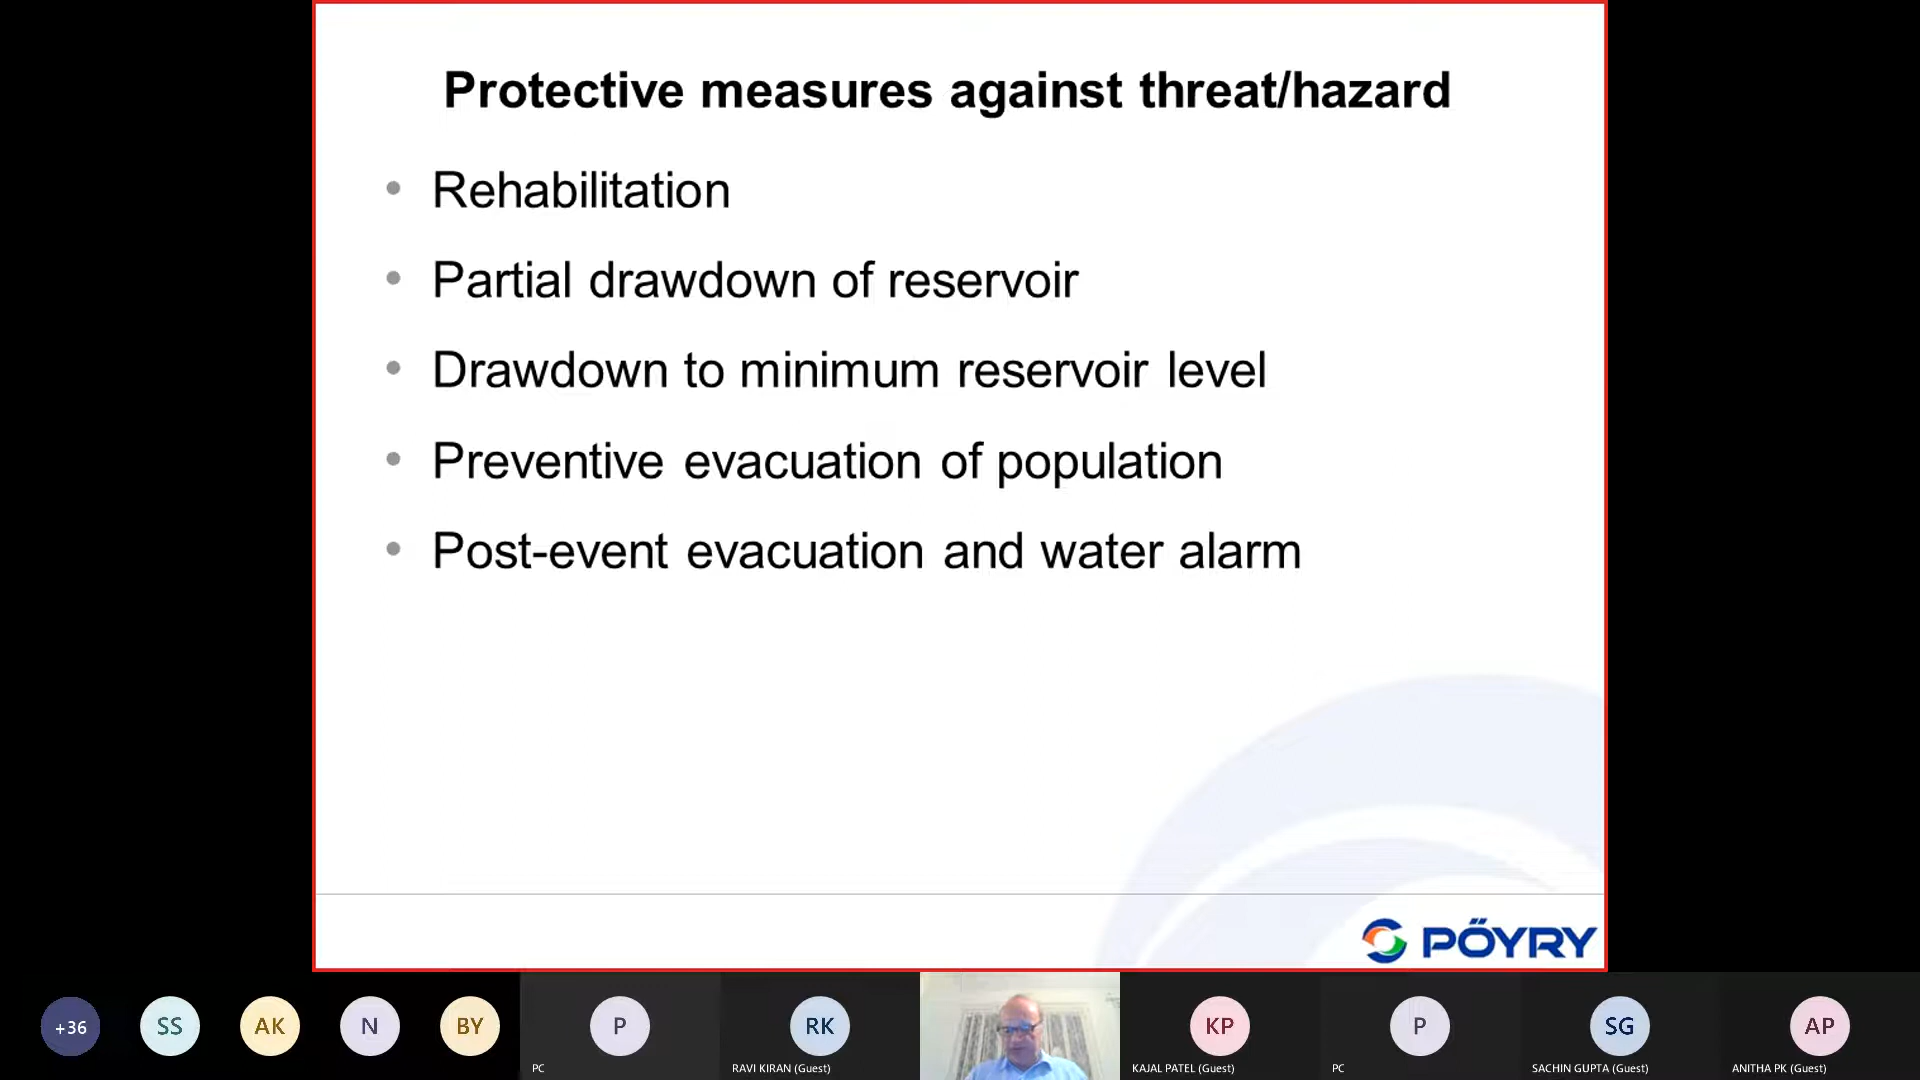 Protective measures against threat/hazard
• Rehabilitation
• Partial drawdown of reservoir
• Drawdown to minimum reservoir level
• Preventive evacuation of population
• Post-event evacuation and water alarm
PÖYRY
+36
SS
AK
N
BY
P
PC
RK
RAVI KIRAN (Guest)
KP
KAJAL PATEL (Guest)
P
PC
SG
SACHIN GUPTA (Guest)
AP
ANITHA PK (Guest)